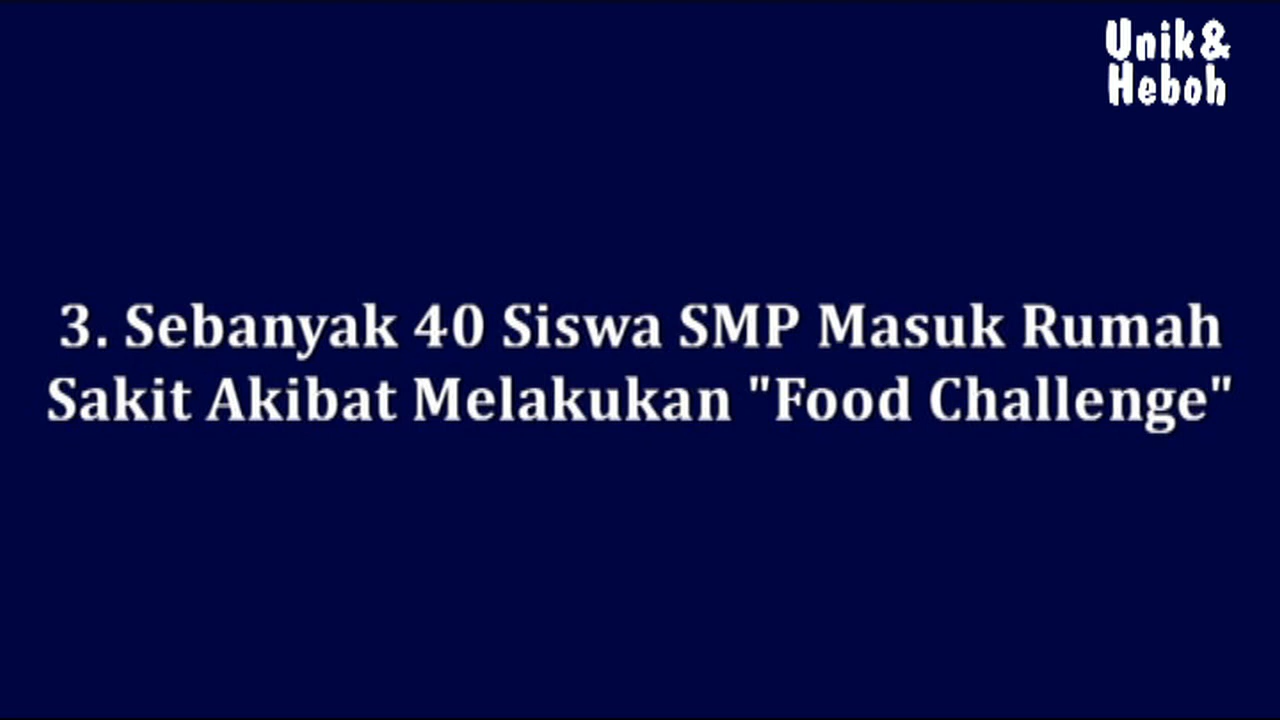 Unik&
Heboh
3. Sebanyak 40 Siswa SMP Masuk Rumah
Sakit Akibat Melakukan "Food Challenge"